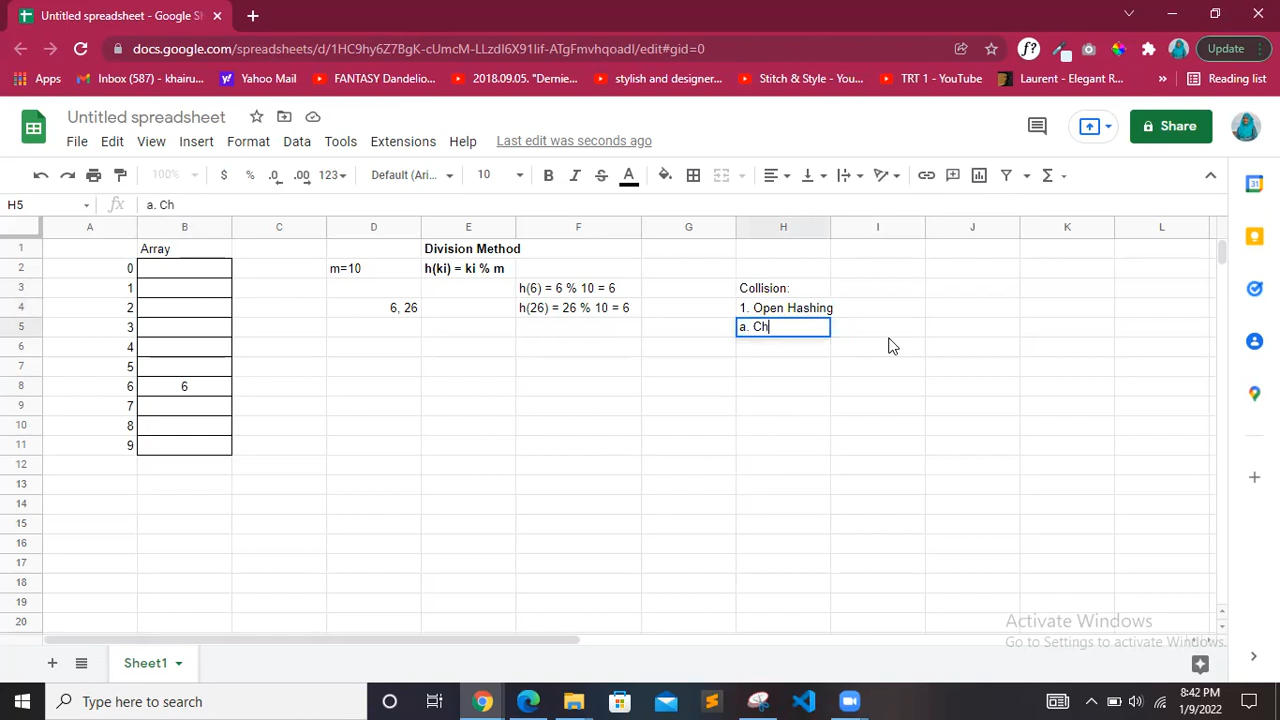 Untitled spreadsheet - Google Sh
docs.google.com/spreadsheets/d/1HC9hy6Z7BgK-cUmcM-LLzdI6X91Iif-ATgFmvhqoadI/edit#gid=0
Update
Apps
Inbox (587) - khairu...
Yahoo Mail
FANTASY Dandelio...
2018.09.05. "Dernie...
stylish and designer...
Stitch & Style - You...
TRT 1 - YouTube
Laurent - Elegant R...
»
Reading list
Untitled spreadsheet
File Edit View Insert Format Data Tools Extensions Help Last edit was seconds ago
Share
100% $ % .0 .00 123 Default (Ari... 10 B I S A
H5 fx a. Ch
A B C D E F G H I J K L
1 Array Division Method
2 0 m=10 h(ki) = ki % m
3 1 h(6) = 6 % 10 = 6 Collision:
4 2 6, 26 h(26) = 26 % 10 = 6 1. Open Hashing
5 3 a. Ch
6 4
7 5
8 6 6
9 7
10 8
11 9
12
13
14
15
16
17
18
19
20
Activate Windows
Go to Settings to activate Windows.
Sheet1
Type here to search
8:42 PM
1/9/2022